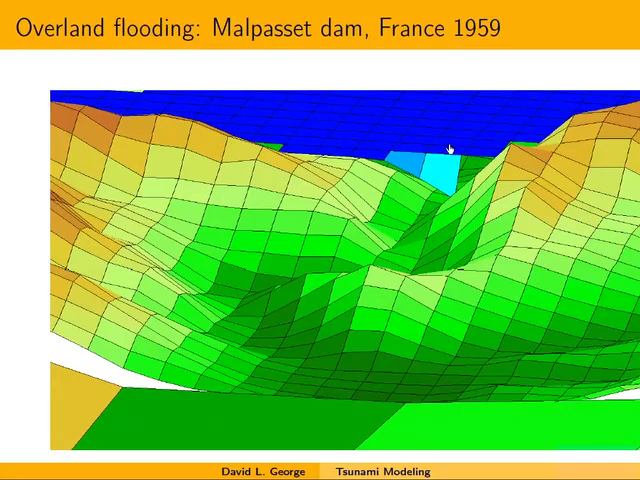 Overland flooding: Malpasset dam, France 1959
David L. George Tsunami Modeling